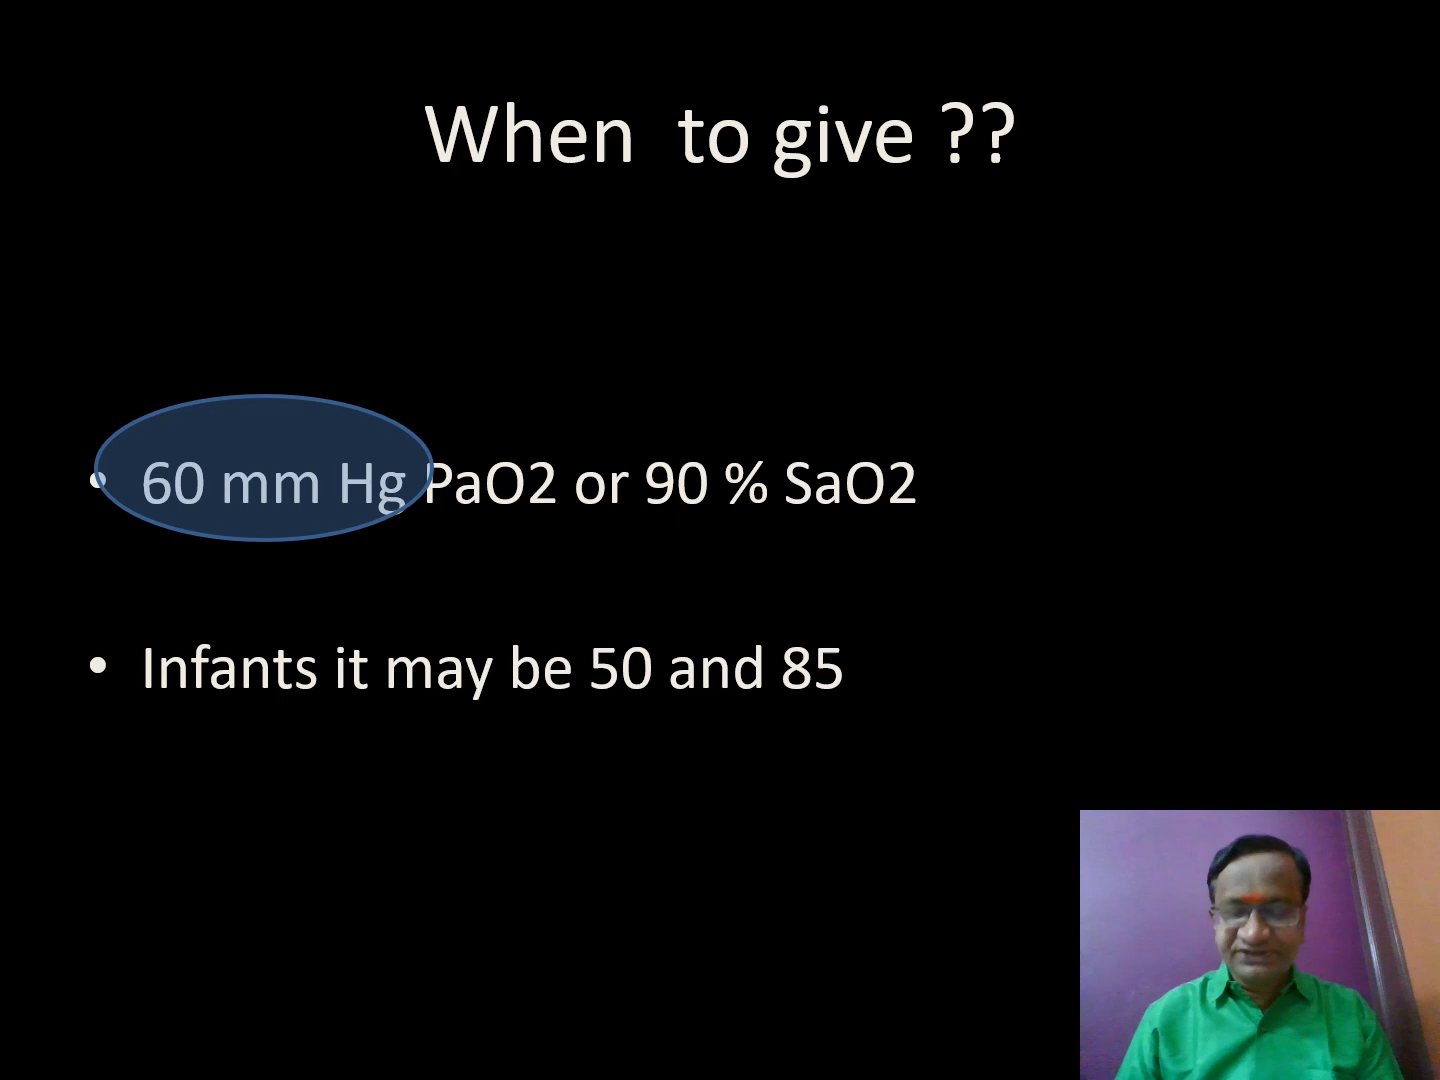 When to give ??
• 60 mm Hg PaO2 or 90 % SaO2
• Infants it may be 50 and 85